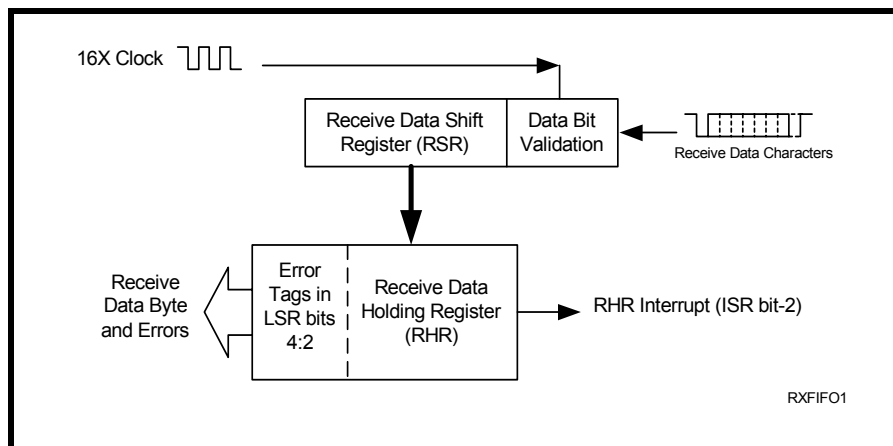 16X Clock
Receive Data Shift
Register (RSR)
Data Bit
Validation
Receive Data Characters
Receive
Data Byte
and Errors
Error
Tags in
LSR bits
4:2
Receive Data
Holding Register
(RHR)
RHR Interrupt (ISR bit-2)
RXFIFO1